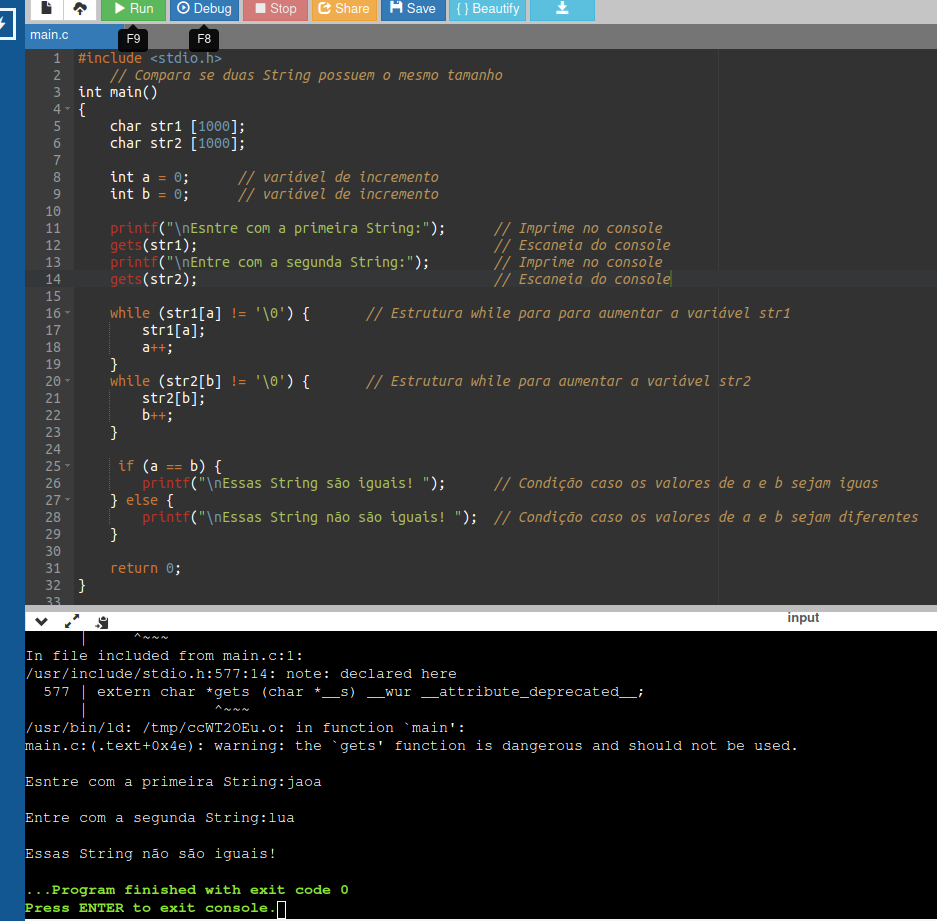 Run Debug Stop Share Save { } Beautify
main.c F9 F8
1 #include <stdio.h>
2 // Compara se duas String possuem o mesmo tamanho
3 int main()
4 {
5 char str1 [1000];
6 char str2 [1000];
7
8 int a = 0; // variável de incremento
9 int b = 0; // variável de incremento
10
11 printf("\nEsntre com a primeira String:"); // Imprime no console
12 gets(str1); // Escaneia do console
13 printf("\nEntre com a segunda String:"); // Imprime no console
14 gets(str2); // Escaneia do console
15
16 while (str1[a] != '\0') { // Estrutura while para para aumentar a variável str1
17 str1[a];
18 a++;
19 }
20 while (str2[b] != '\0') { // Estrutura while para aumentar a variável str2
21 str2[b];
22 b++;
23 }
24
25 if (a == b) {
26 printf("\nEssas String são iguais! "); // Condição caso os valores de a e b sejam iguas
27 } else {
28 printf("\nEssas String não são iguais! "); // Condição caso os valores de a e b sejam diferentes
29 }
30
31 return 0;
32 }
33
input
| ^~~~
In file included from main.c:1:
/usr/include/stdio.h:577:14: note: declared here
577 | extern char *gets (char *__s) __wur __attribute_deprecated__;
| ^~~~
/usr/bin/ld: /tmp/ccWT2OEu.o: in function `main':
main.c:(.text+0x4e): warning: the `gets' function is dangerous and should not be used.
Esntre com a primeira String:jaoa
Entre com a segunda String:lua
Essas String não são iguais!
...Program finished with exit code 0
Press ENTER to exit console.